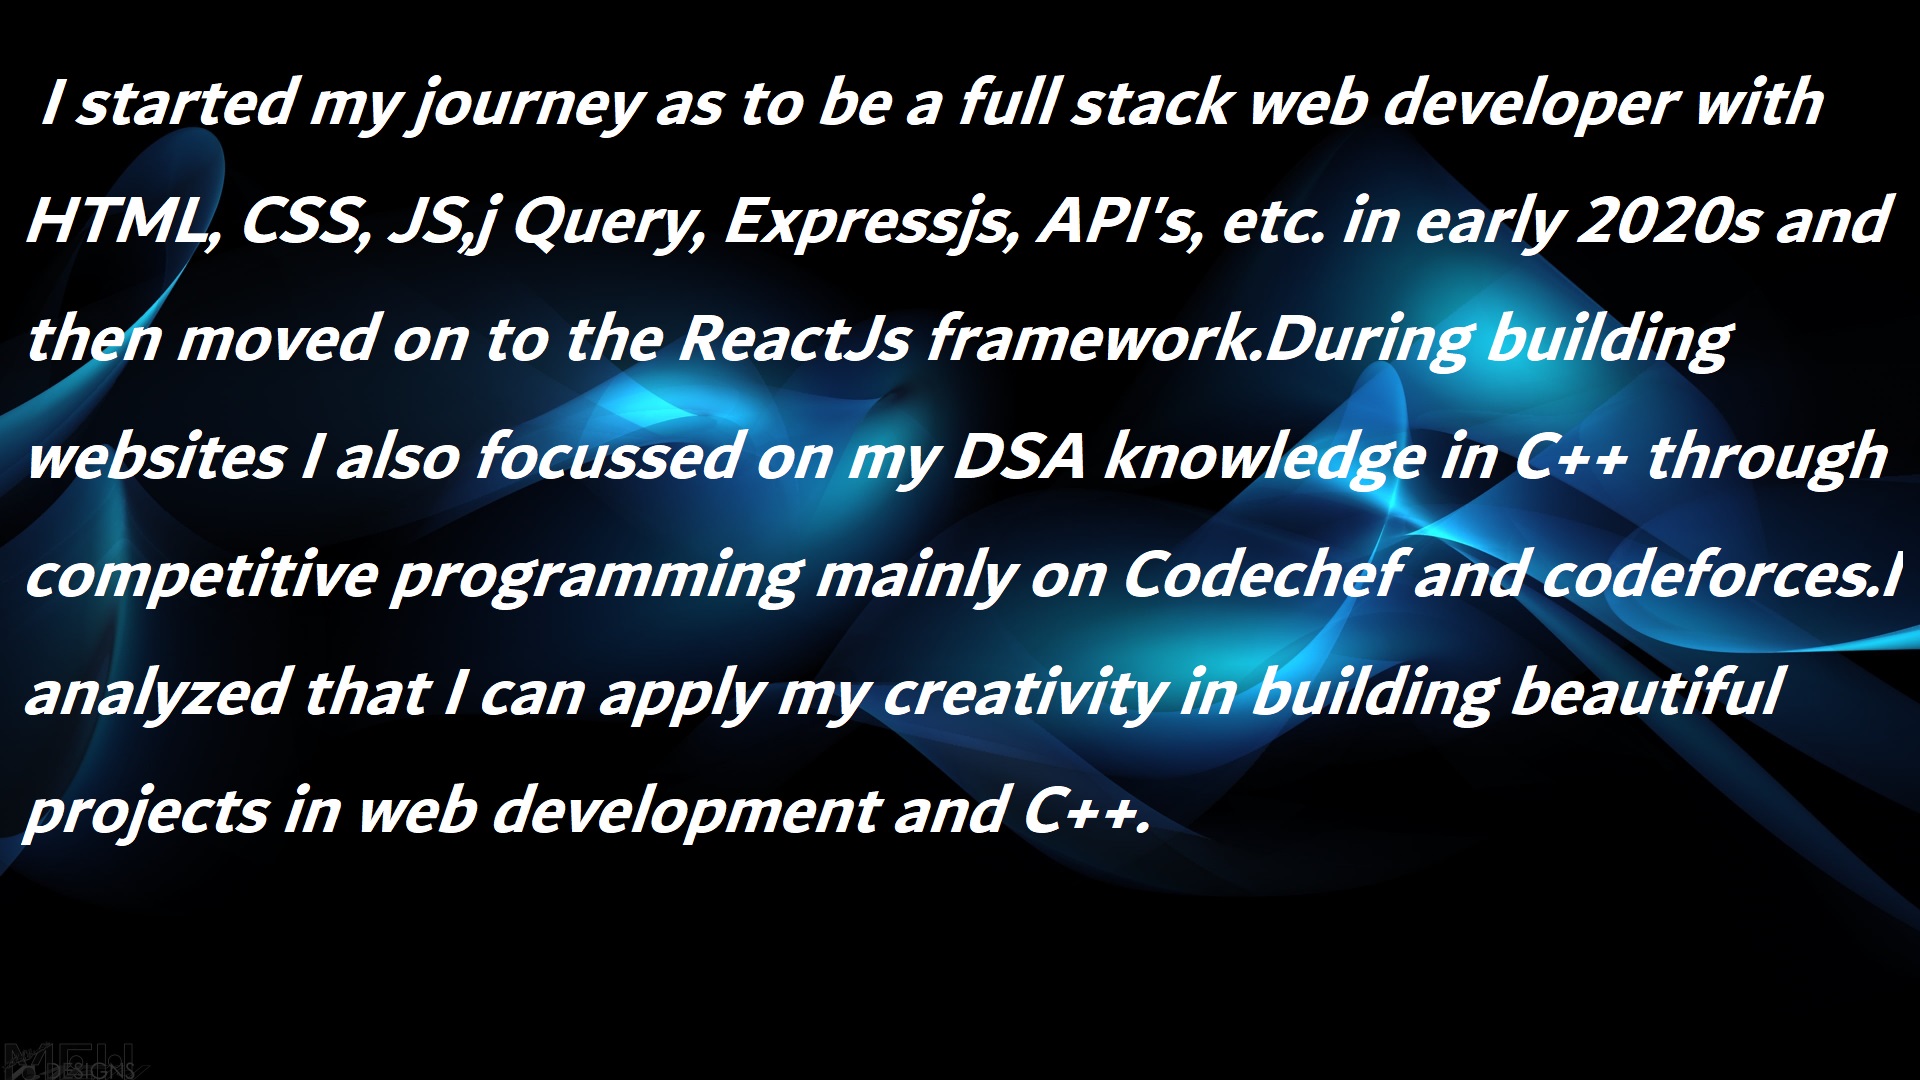 I started my journey as to be a full stack web developer with
HTML, CSS, JS,j Query, Expressjs, API's, etc. in early 2020s and
then moved on to the ReactJs framework.During building
websites I also focussed on my DSA knowledge in C++ through
competitive programming mainly on Codechef and codeforces.I
analyzed that I can apply my creativity in building beautiful
projects in web development and C++.
DESIGNS